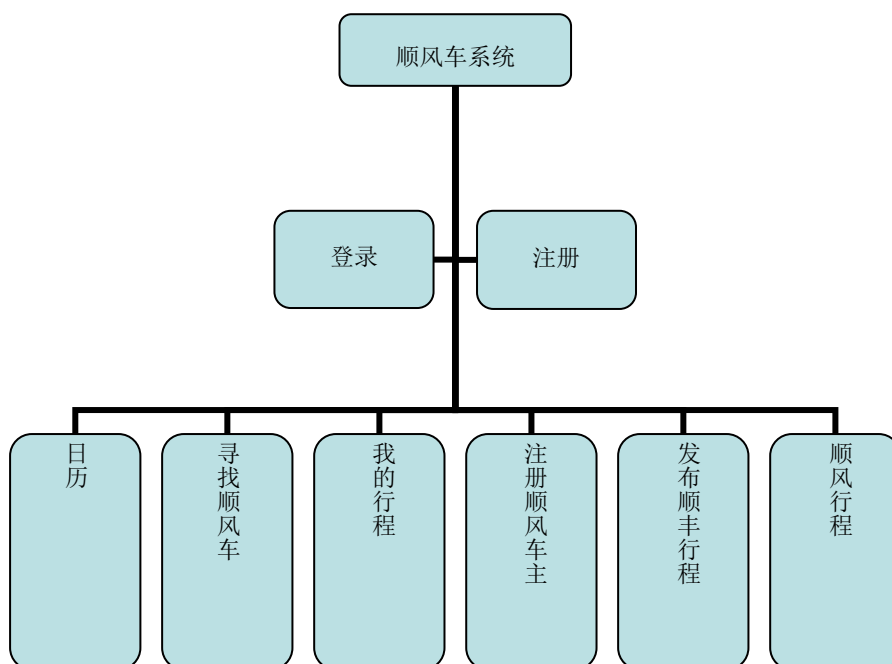 顺风车系统
登录
注册
日历
寻找顺风车
我的行程
注册顺风车主
发布顺丰行程
顺风行程